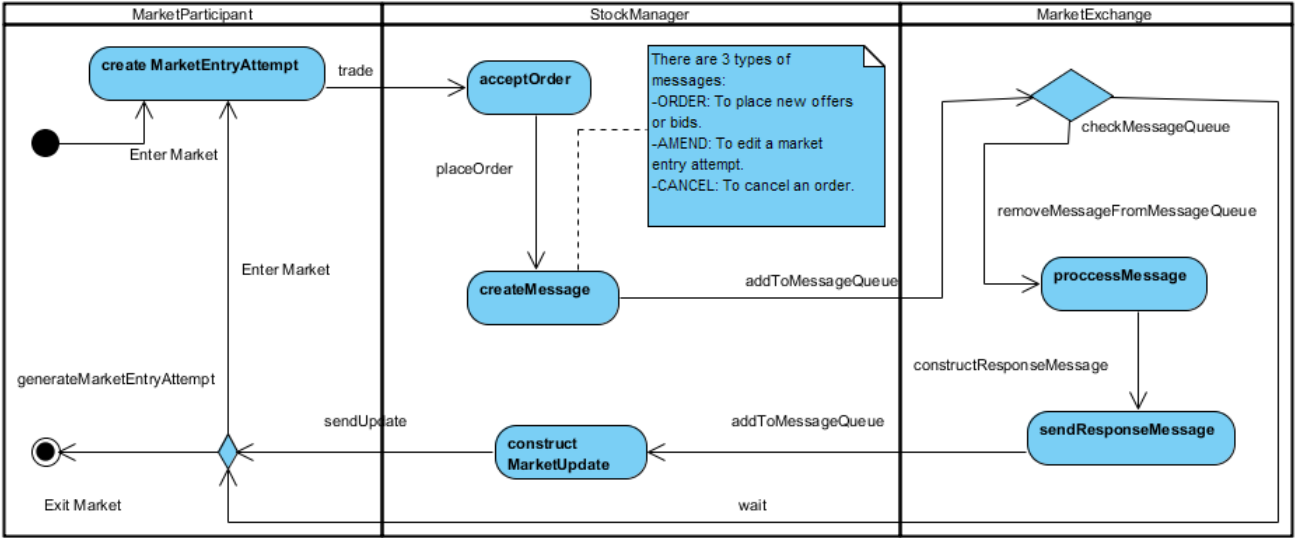 MarketParticipant
StockManager
MarketExchange
create MarketEntryAttempt
trade
acceptOrder
There are 3 types of
messages:
-ORDER: To place new offers
or bids.
-AMEND: To edit a market
entry attempt.
-CANCEL: To cancel an order.
checkMessageQueue
Enter Market
placeOrder
removeMessageFromMessageQueue
Enter Market
createMessage
addToMessageQueue
proccessMessage
generateMarketEntryAttempt
constructResponseMessage
sendUpdate
addToMessageQueue
sendResponseMessage
construct
MarketUpdate
Exit Market
wait